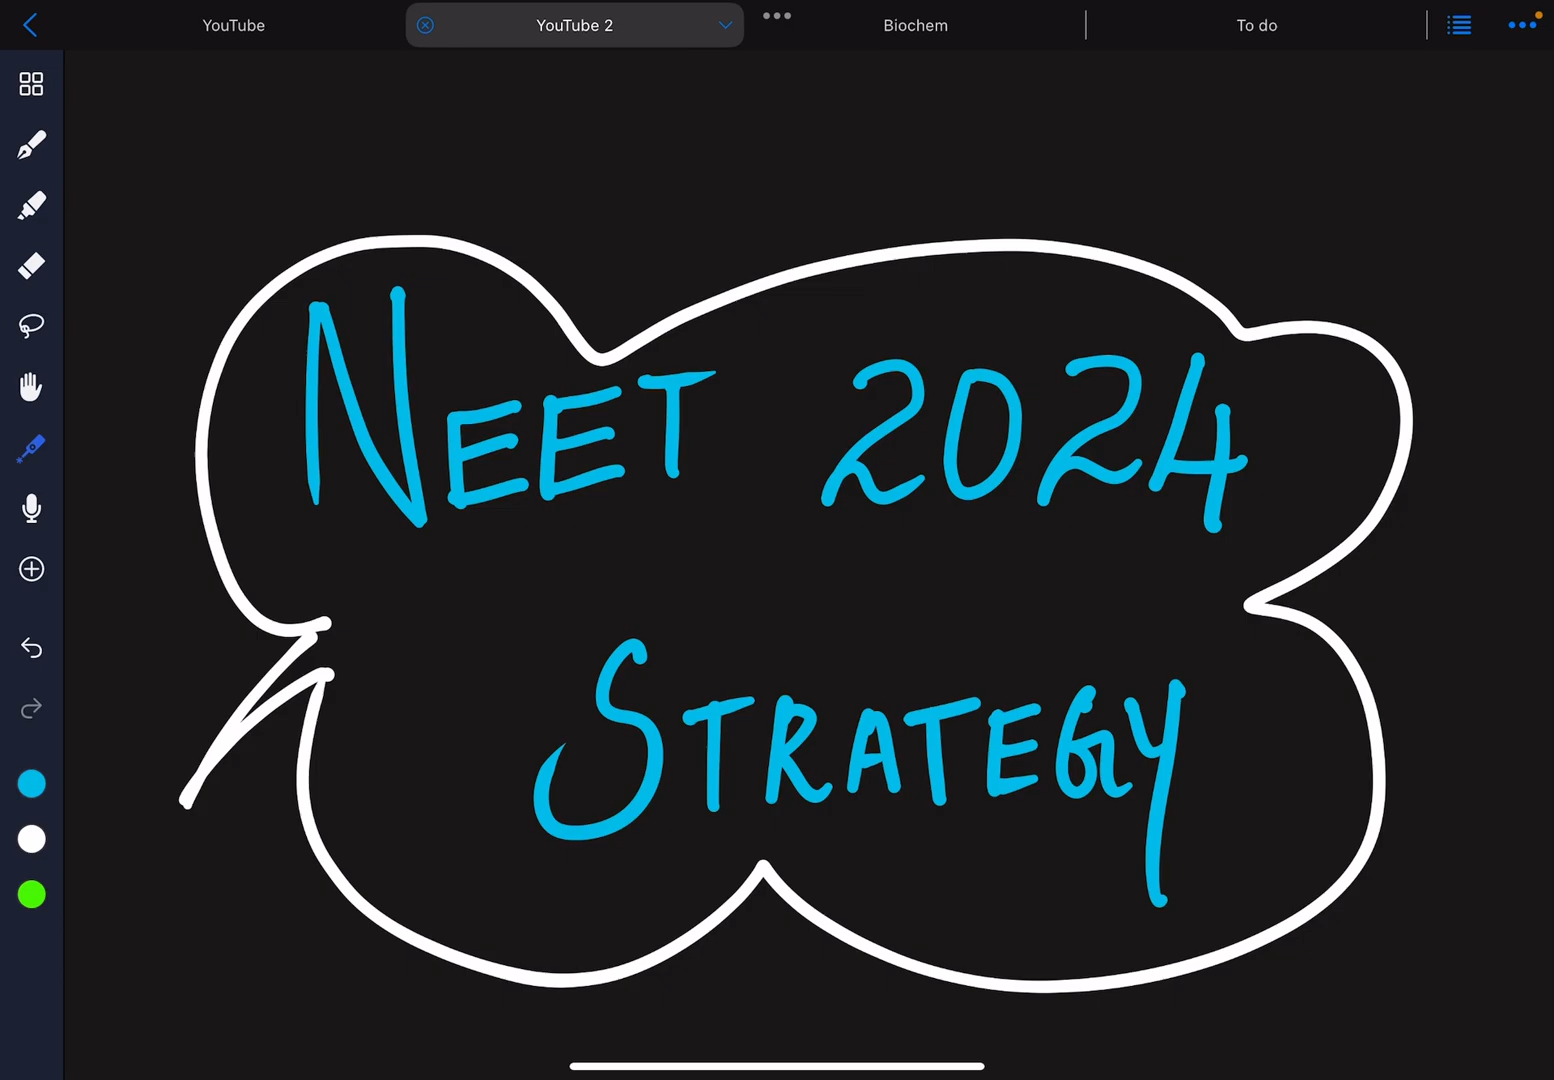 YouTube
YouTube 2
Biochem
To do
NEET 2024
STRATEGY